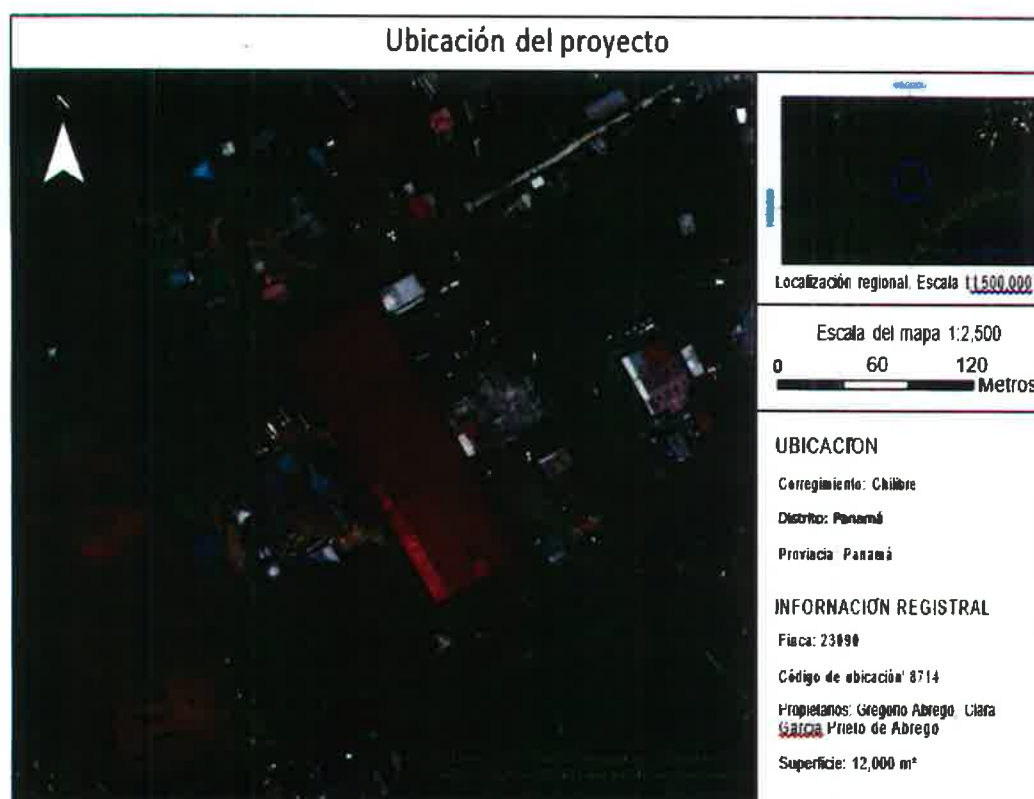 Ubicación del proyecto
Localización regional. Escala 1:1,500,000
Escala del mapa 1:2,500
0 60 120
Metros
UBICACION
Corregimiento: Chilibre
Distrito: Panamá
Provincia Panamá
INFORNACIÓN REGISTRAL
Finca: 23090
Código de ubicación' 8714
Propietarios: Gregorio Abrego, Clara
Garcia Prieto de Abrego
Superficie: 12,000 m²